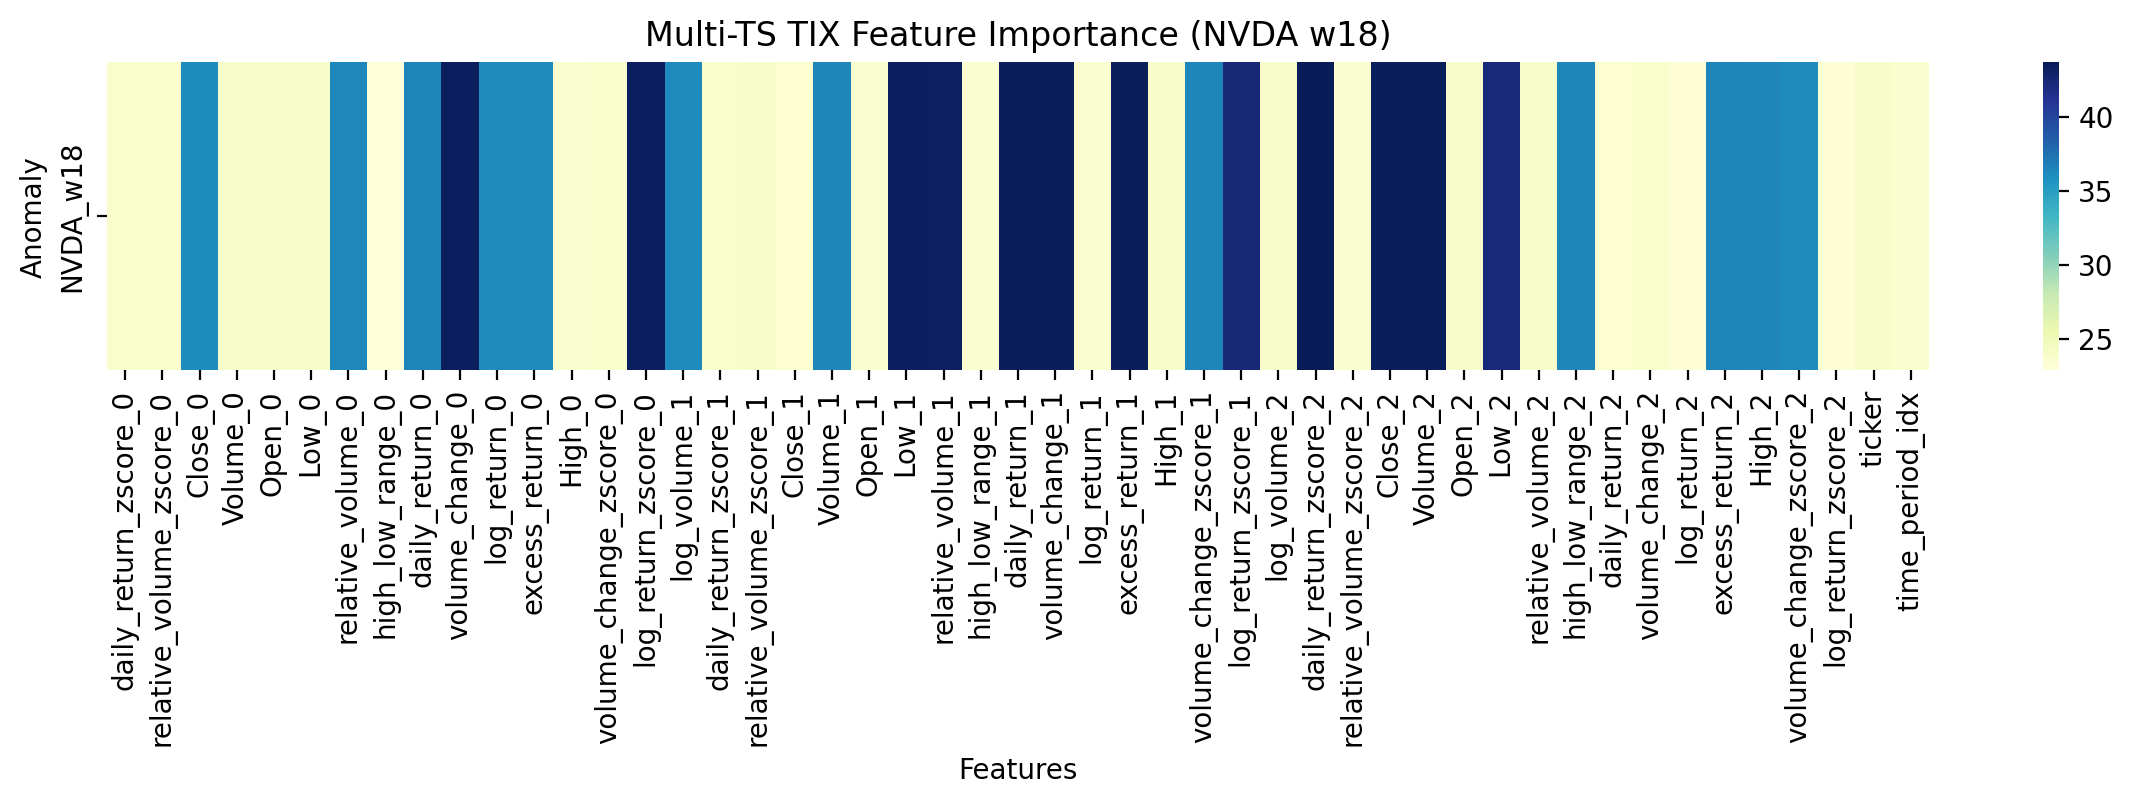 Multi-TS TIX Feature Importance (NVDA w18)
Anomaly
NVDA_w18
40
35
30
25
daily_return_zscore_0
relative_volume_zscore_0
Close_0
Volume_0
Open_0
Low_0
relative_volume_0
high_low_range_0
daily_return_0
volume_change_0
log_return_0
excess_return_0
High_0
volume_change_zscore_0
log_return_zscore_0
log_volume_1
daily_return_zscore_1
relative_volume_zscore_1
Close_1
Volume_1
Open_1
Low_1
relative_volume_1
high_low_range_1
daily_return_1
volume_change_1
log_return_1
excess_return_1
High_1
volume_change_zscore_1
log_return_zscore_1
log_volume_2
daily_return_zscore_2
relative_volume_zscore_2
Close_2
Volume_2
Open_2
Low_2
relative_volume_2
high_low_range_2
daily_return_2
volume_change_2
log_return_2
excess_return_2
High_2
volume_change_zscore_2
log_return_zscore_2
ticker
time_period_idx
Features